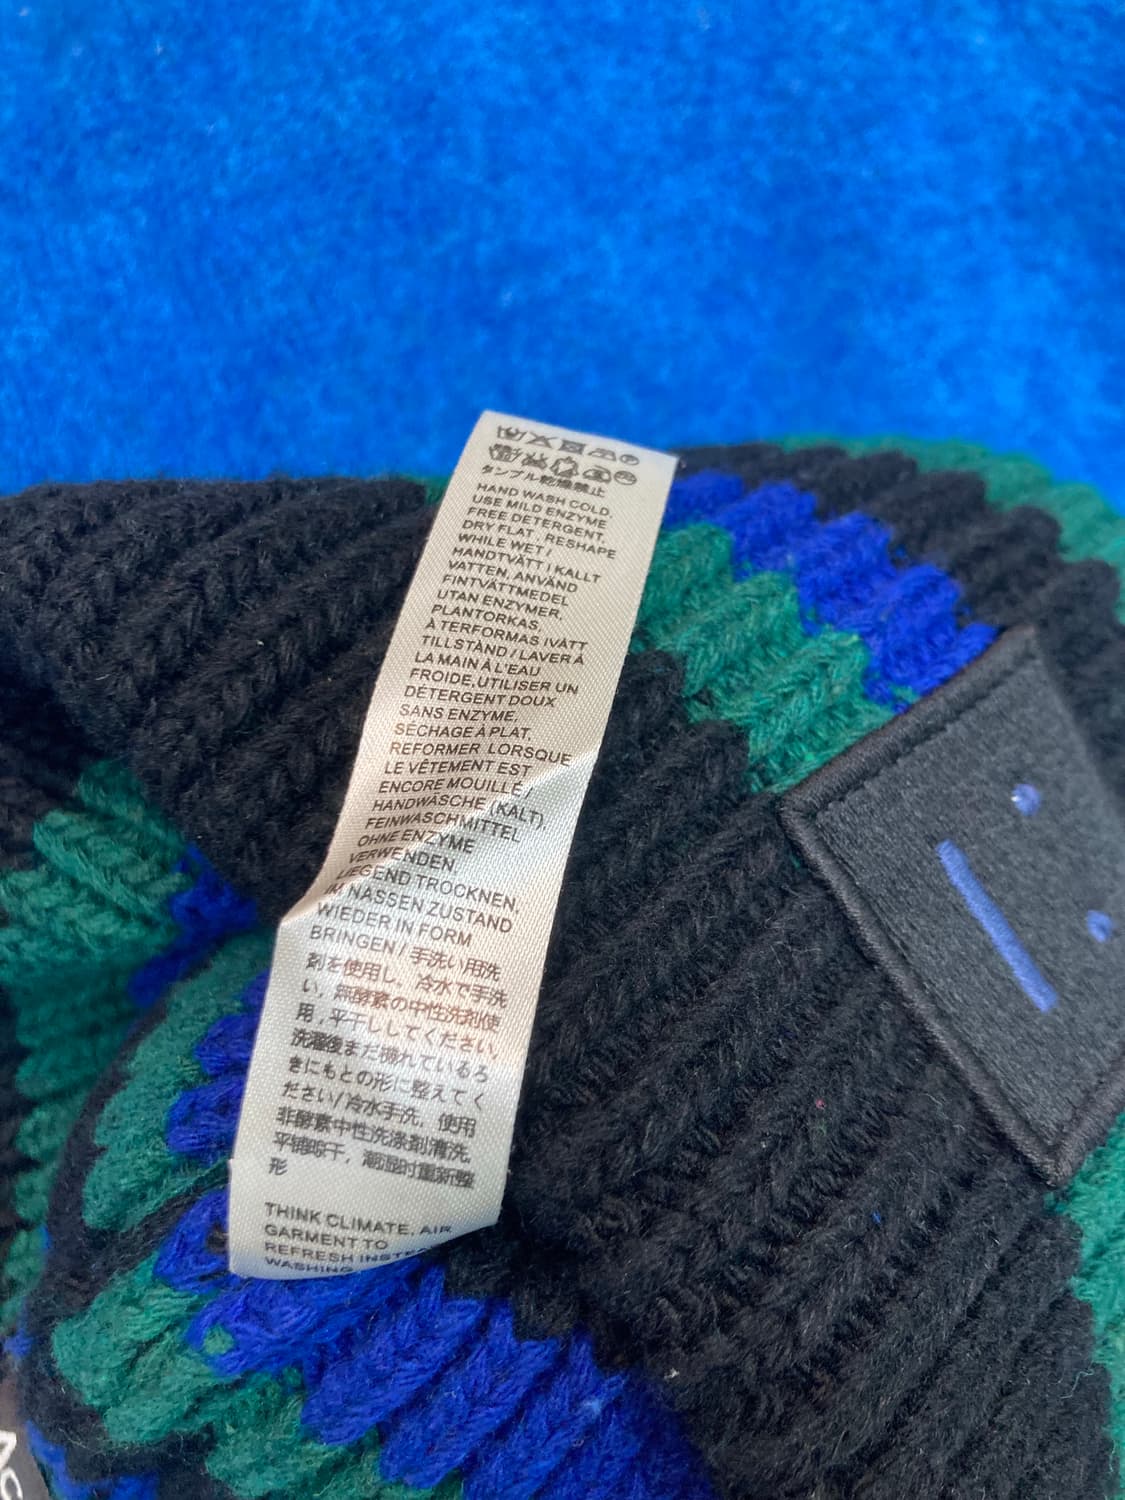 タンブル乾燥禁止
HAND WASH COLD,
USE MILD ENZYME
FREE DETERGENT,
DRY FLAT, RESHAPE
WHILE WET /
HANDTVÄTT I KALLT
VATTEN, ANVÄND
FINTVÄTTMEDEL
UTAN ENZYMER,
PLANTORKAS,
ÅTERFORMAS IVÅTT
TILLSTÅND / LAVER À
LA MAIN À L'EAU
FROIDE,UTILISER UN
DÉTERGENT DOUX
SANS ENZYME,
SÉCHAGE À PLAT,
REFORMER LORSQUE
LE VÊTEMENT EST
ENCORE MOUILLÉ /
HANDWÄSCHE (KALT),
FEINWASCHMITTEL
OHNE ENZYME
VERWENDEN
LIEGEND TROCKNEN,
IM NASSEN ZUSTAND
WIEDER IN FORM
BRINGEN / 手洗い用洗
剤を使用し、冷水で手洗
い, 無酵素の中性洗剤使
用, 平干ししてください,
洗濯後まだ濡れているろ
きにもとの形に整えてく
ださい/冷水手洗, 使用
非酵素中性洗涤剂清洗,
平铺晾干, 潮湿时重新整
形
THINK CLIMATE, AIR
GARMENT TO
REFRESH
WASHING
AC